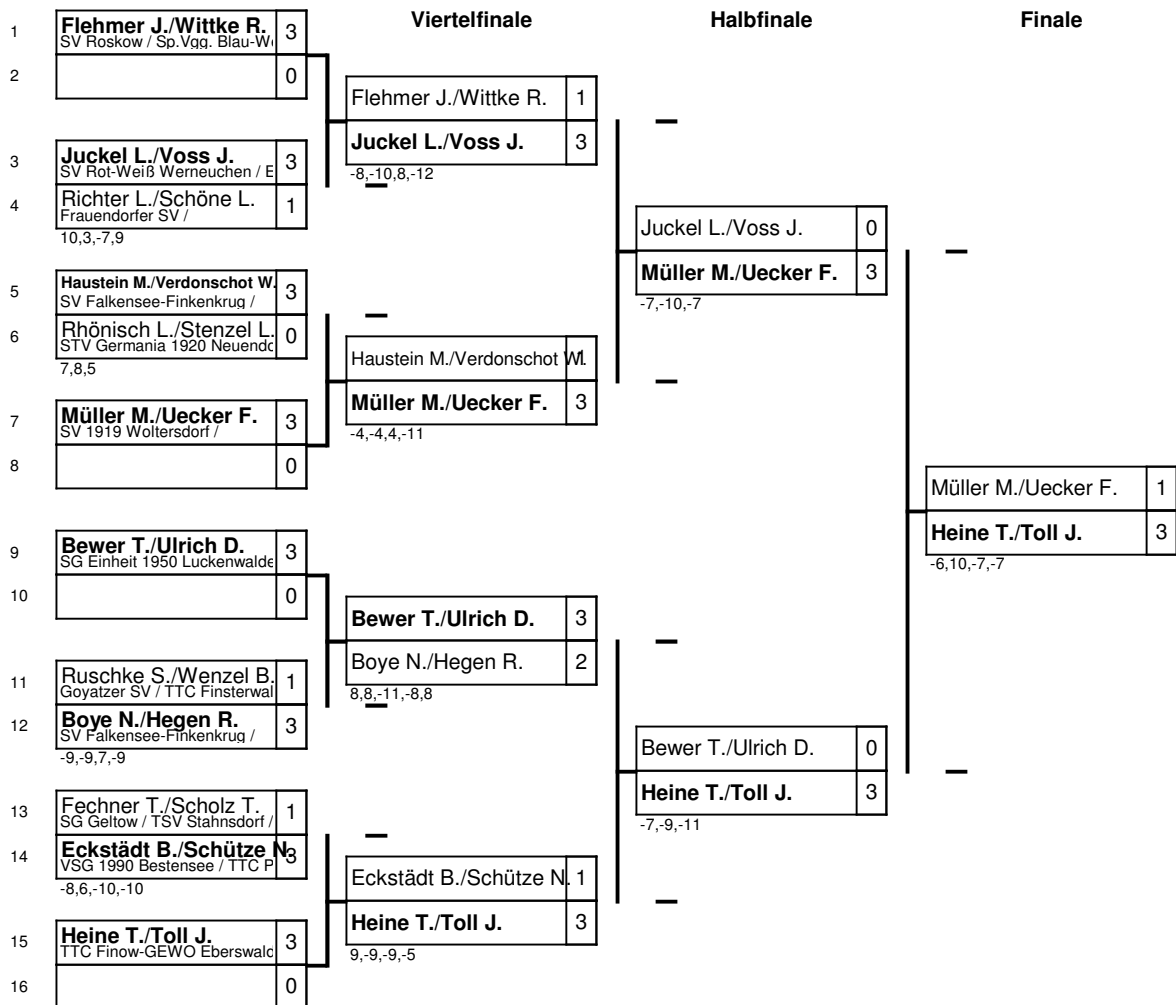 Viertelfinale
Halbfinale
Finale
1
Flehmer J./Wittke R.
3
SV Roskow / Sp.Vgg. Blau-W
2
0
3
Juckel L./Voss J.
3
SV Rot-Weiß Werneuchen / E
4
Richter L./Schöne L.
1
Frauendorfer SV /
10,3,-7,9
5
Haustein M./Verdonschot W.
3
SV Falkensee-Finkenkrug /
6
Rhönisch L./Stenzel L.
0
STV Germania 1920 Neuendo
7,8,5
7
Müller M./Uecker F.
3
SV 1919 Woltersdorf /
8
0
9
Bewer T./Ulrich D.
3
SG Einheit 1950 Luckenwalde
10
0
11
Ruschke S./Wenzel B.
1
Goyatzer SV / TTC Finsterwal
12
Boye N./Hegen R.
3
SV Falkensee-Finkenkrug /
-9,-9,7,-9
13
Fechner T./Scholz T.
1
SG Geltow / TSV Stahnsdorf /
14
Eckstädt B./Schütze N.
3
VSG 1990 Bestensee / TTC P
-8,6,-10,-10
15
Heine T./Toll J.
3
TTC Finow-GEWO Eberswald
16
0
Flehmer J./Wittke R.
1
Juckel L./Voss J.
3
-8,-10,8,-12
Haustein M./Verdonschot W.
1
Müller M./Uecker F.
3
-4,-4,4,-11
Bewer T./Ulrich D.
3
Boye N./Hegen R.
2
8,8,-11,-8,8
Eckstädt B./Schütze N.
1
Heine T./Toll J.
3
9,-9,-9,-5
Juckel L./Voss J.
0
Müller M./Uecker F.
3
-7,-10,-7
Bewer T./Ulrich D.
0
Heine T./Toll J.
3
-7,-9,-11
Müller M./Uecker F.
1
Heine T./Toll J.
3
-6,10,-7,-7